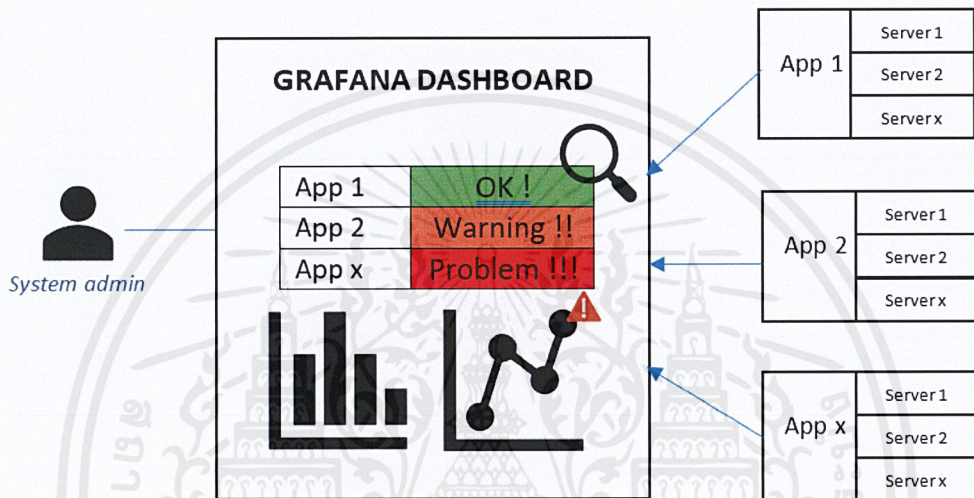 GRAFANA DASHBOARD
App 1 OK !
App 2 Warning !!
App x Problem !!!
System admin
App 1
Server 1
Server 2
Server x
App 2
Server 1
Server 2
Server x
App x
Server 1
Server 2
Server x